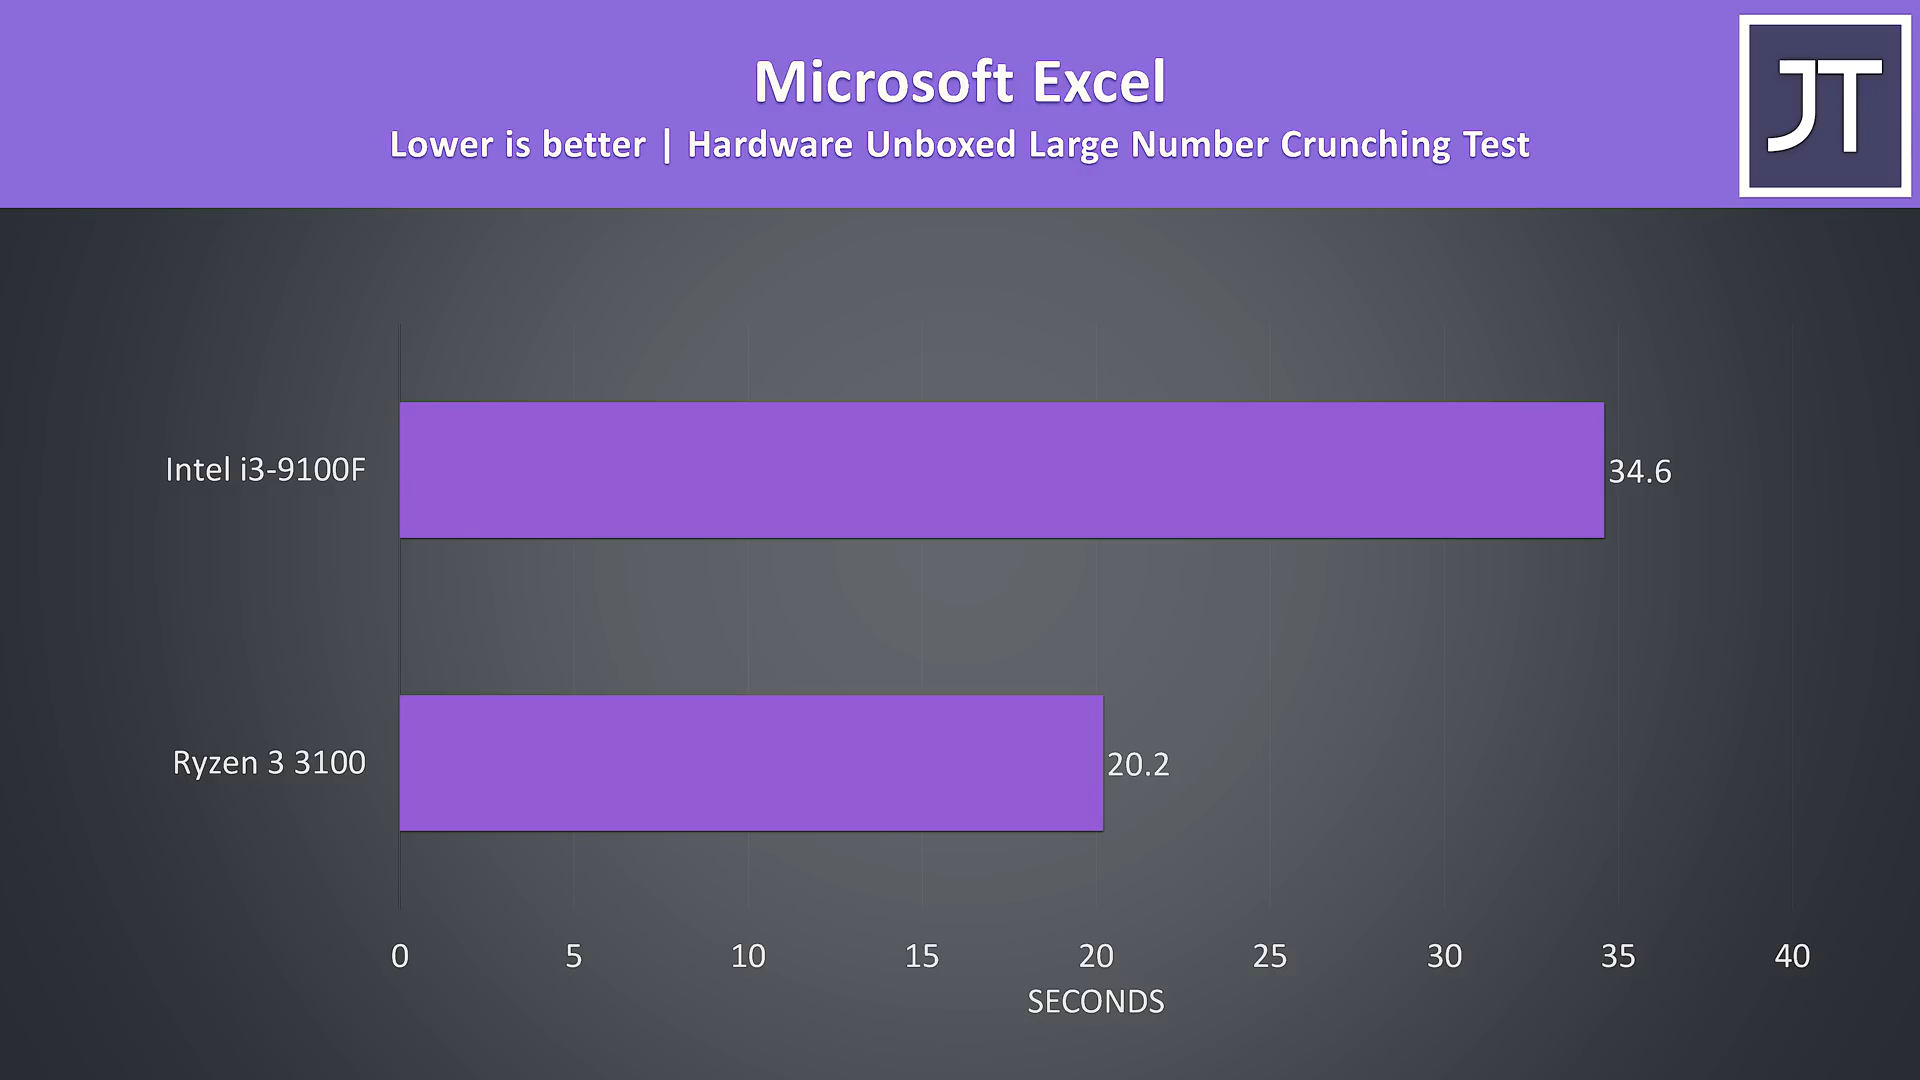 Microsoft Excel
Lower is better | Hardware Unboxed Large Number Crunching Test
JT
Intel i3-9100F
34.6
Ryzen 3 3100
20.2
0 5 10 15 20 25 30 35 40
SECONDS